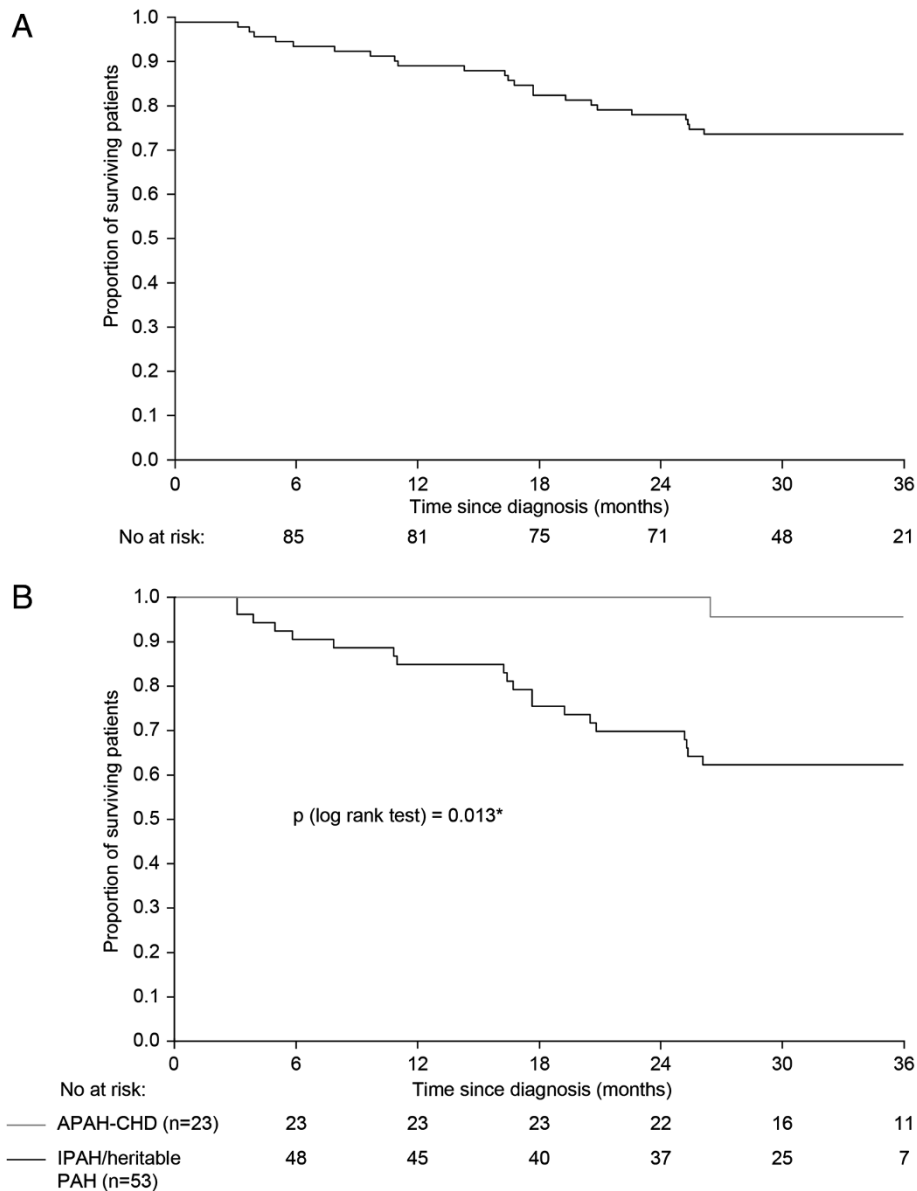 A
Proportion of surviving patients
1.0
0.9
0.8
0.7
0.6
0.5
0.4
0.3
0.2
0.1
0.0
0 6 12 18 24 30 36
Time since diagnosis (months)
No at risk: 85 81 75 71 48 21
B
Proportion of surviving patients
1.0
0.9
0.8
0.7
0.6
0.5
0.4
0.3
0.2
0.1
0.0
p (log rank test) = 0.013*
0 6 12 18 24 30 36
No at risk: Time since diagnosis (months)
APAH-CHD (n=23) 23 23 23 22 16 11
IPAH/heritable 48 45 40 37 25 7
PAH (n=53)